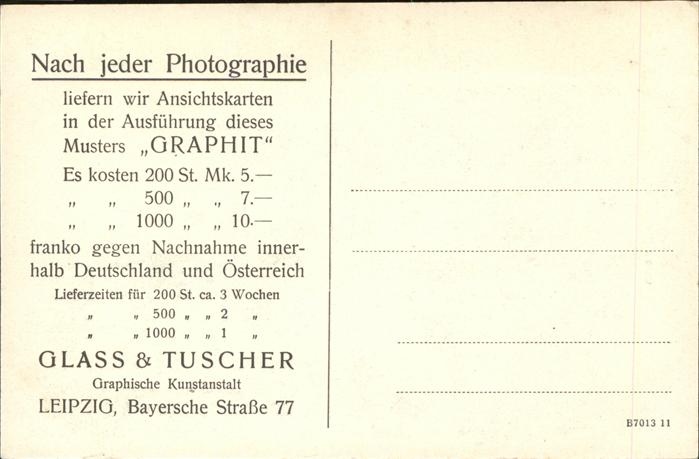 Nach jeder Photographie
liefern wir Ansichtskarten
in der Ausführung dieses
Musters „GRAPHIT“
Es kosten 200 St. Mk. 5.—
„ „ 500 „ „ 7.—
„ „ 1000 „ „ 10.—
franko gegen Nachnahme inner-
halb Deutschland und Österreich
Lieferzeiten für 200 St. ca. 3 Wochen
„ „ 500 „ „ 2 „
„ „ 1000 „ „ 1 „
GLASS & TUSCHER
Graphische Kunstanstalt
LEIPZIG, Bayersche Straße 77
B7013 11